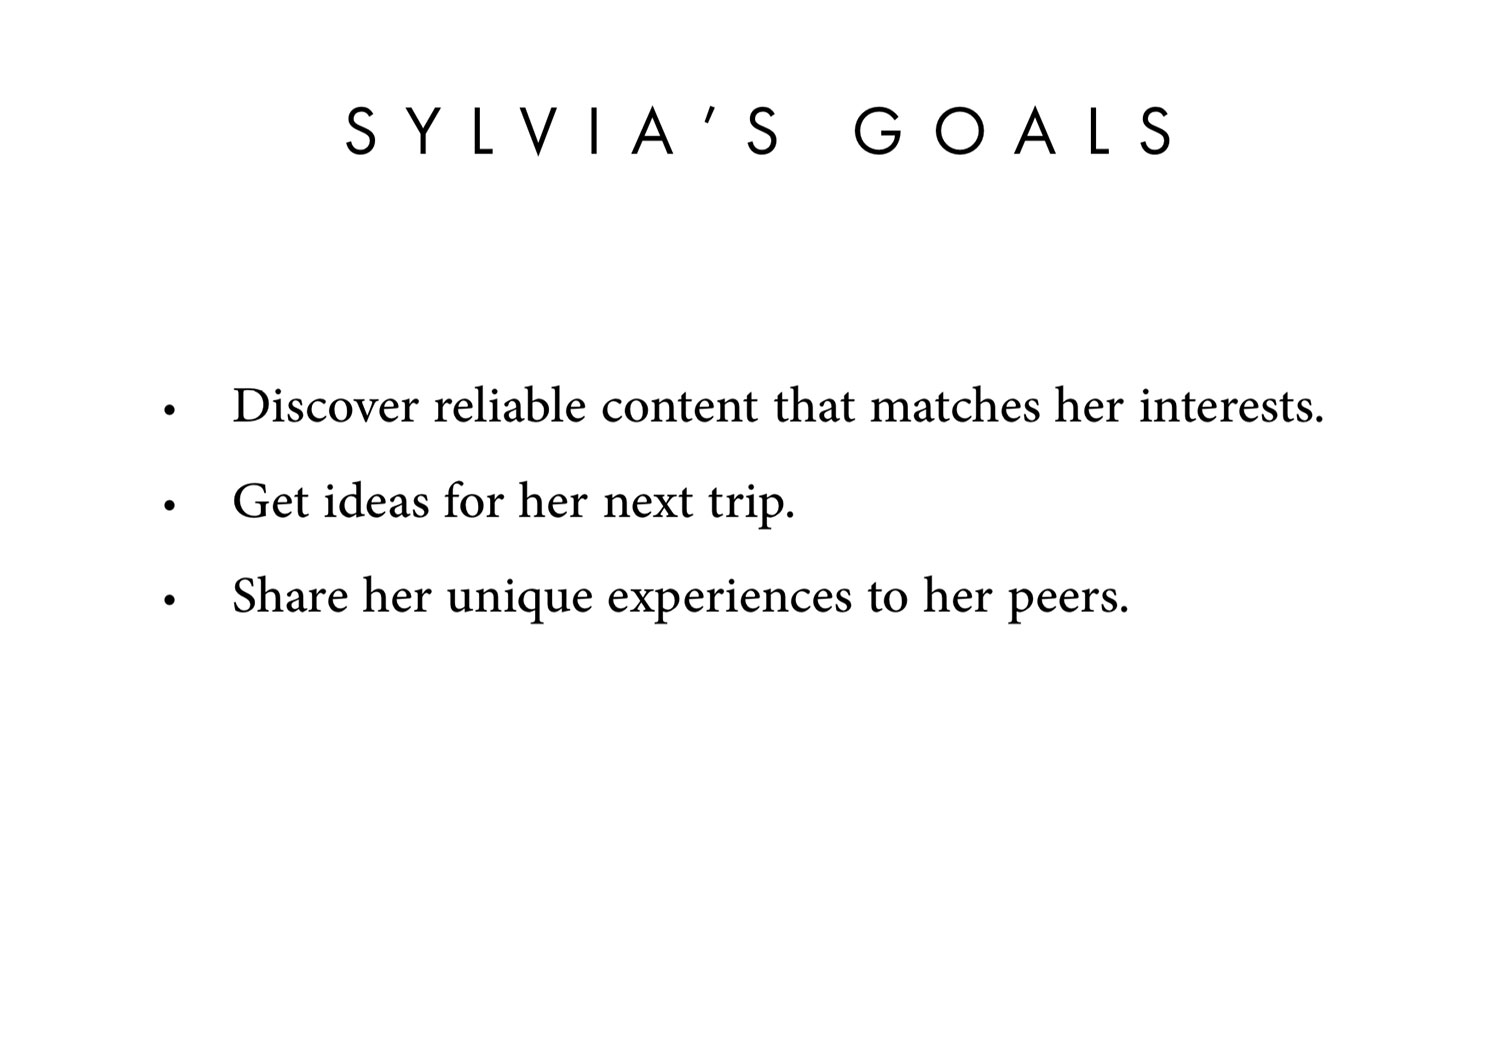 SYLVIA’S GOALS
• Discover reliable content that matches her interests.
• Get ideas for her next trip.
• Share her unique experiences to her peers.